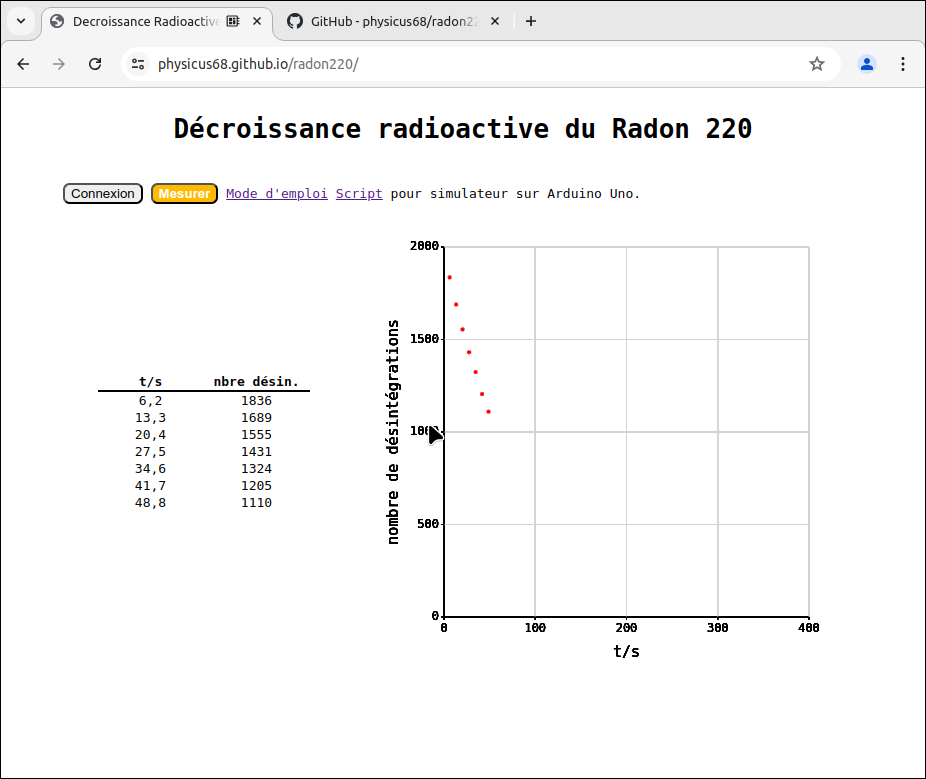 Decroissance Radioactive
GitHub - physicus68/radon22
physicus68.github.io/radon220/
Décroissance radioactive du Radon 220
Connexion Mesurer Mode d'emploi Script pour simulateur sur Arduino Uno.
t/s nbre désin.
6,2 1836
13,3 1689
20,4 1555
27,5 1431
34,6 1324
41,7 1205
48,8 1110
nombre de désintégrations
2000
1500
1000
500
0
0 100 200 300 400
t/s